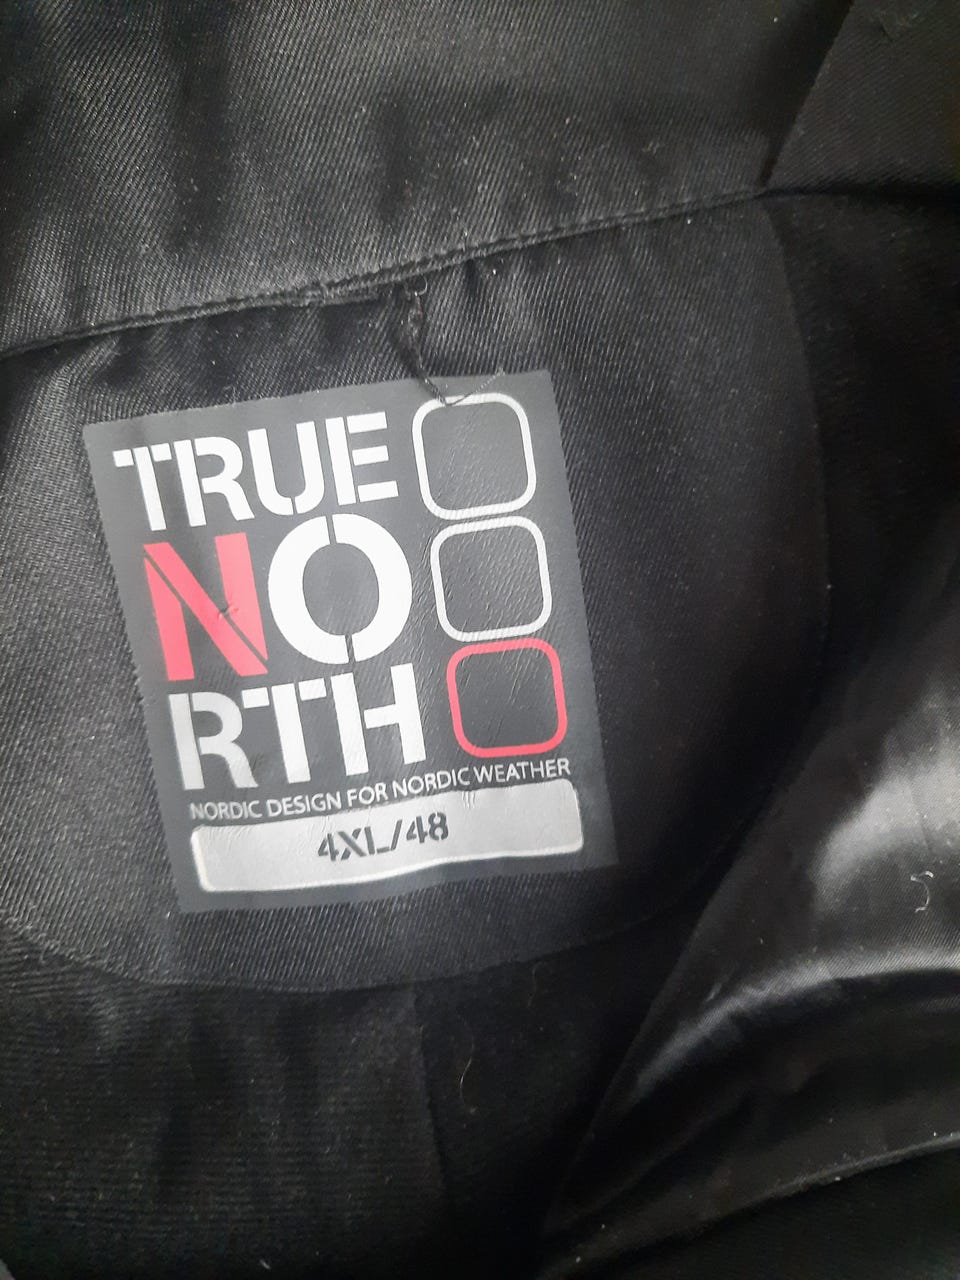 TRUE
NO
RTH
NORDIC DESIGN FOR NORDIC WEATHER
4XL/48